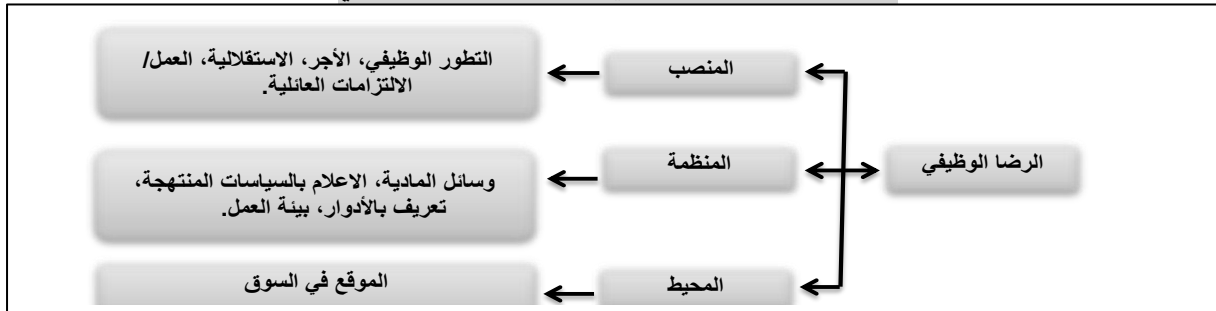 الرضا الوظيفي
المنصب
التطور الوظيفي، الأجر، الاستقلالية، العمل/
الالتزامات العائلية.
المنظمة
وسائل المادية، الاعلام بالسياسات المنتهجة،
تعريف بالأدوار، بيئة العمل.
المحيط
الموقع في السوق